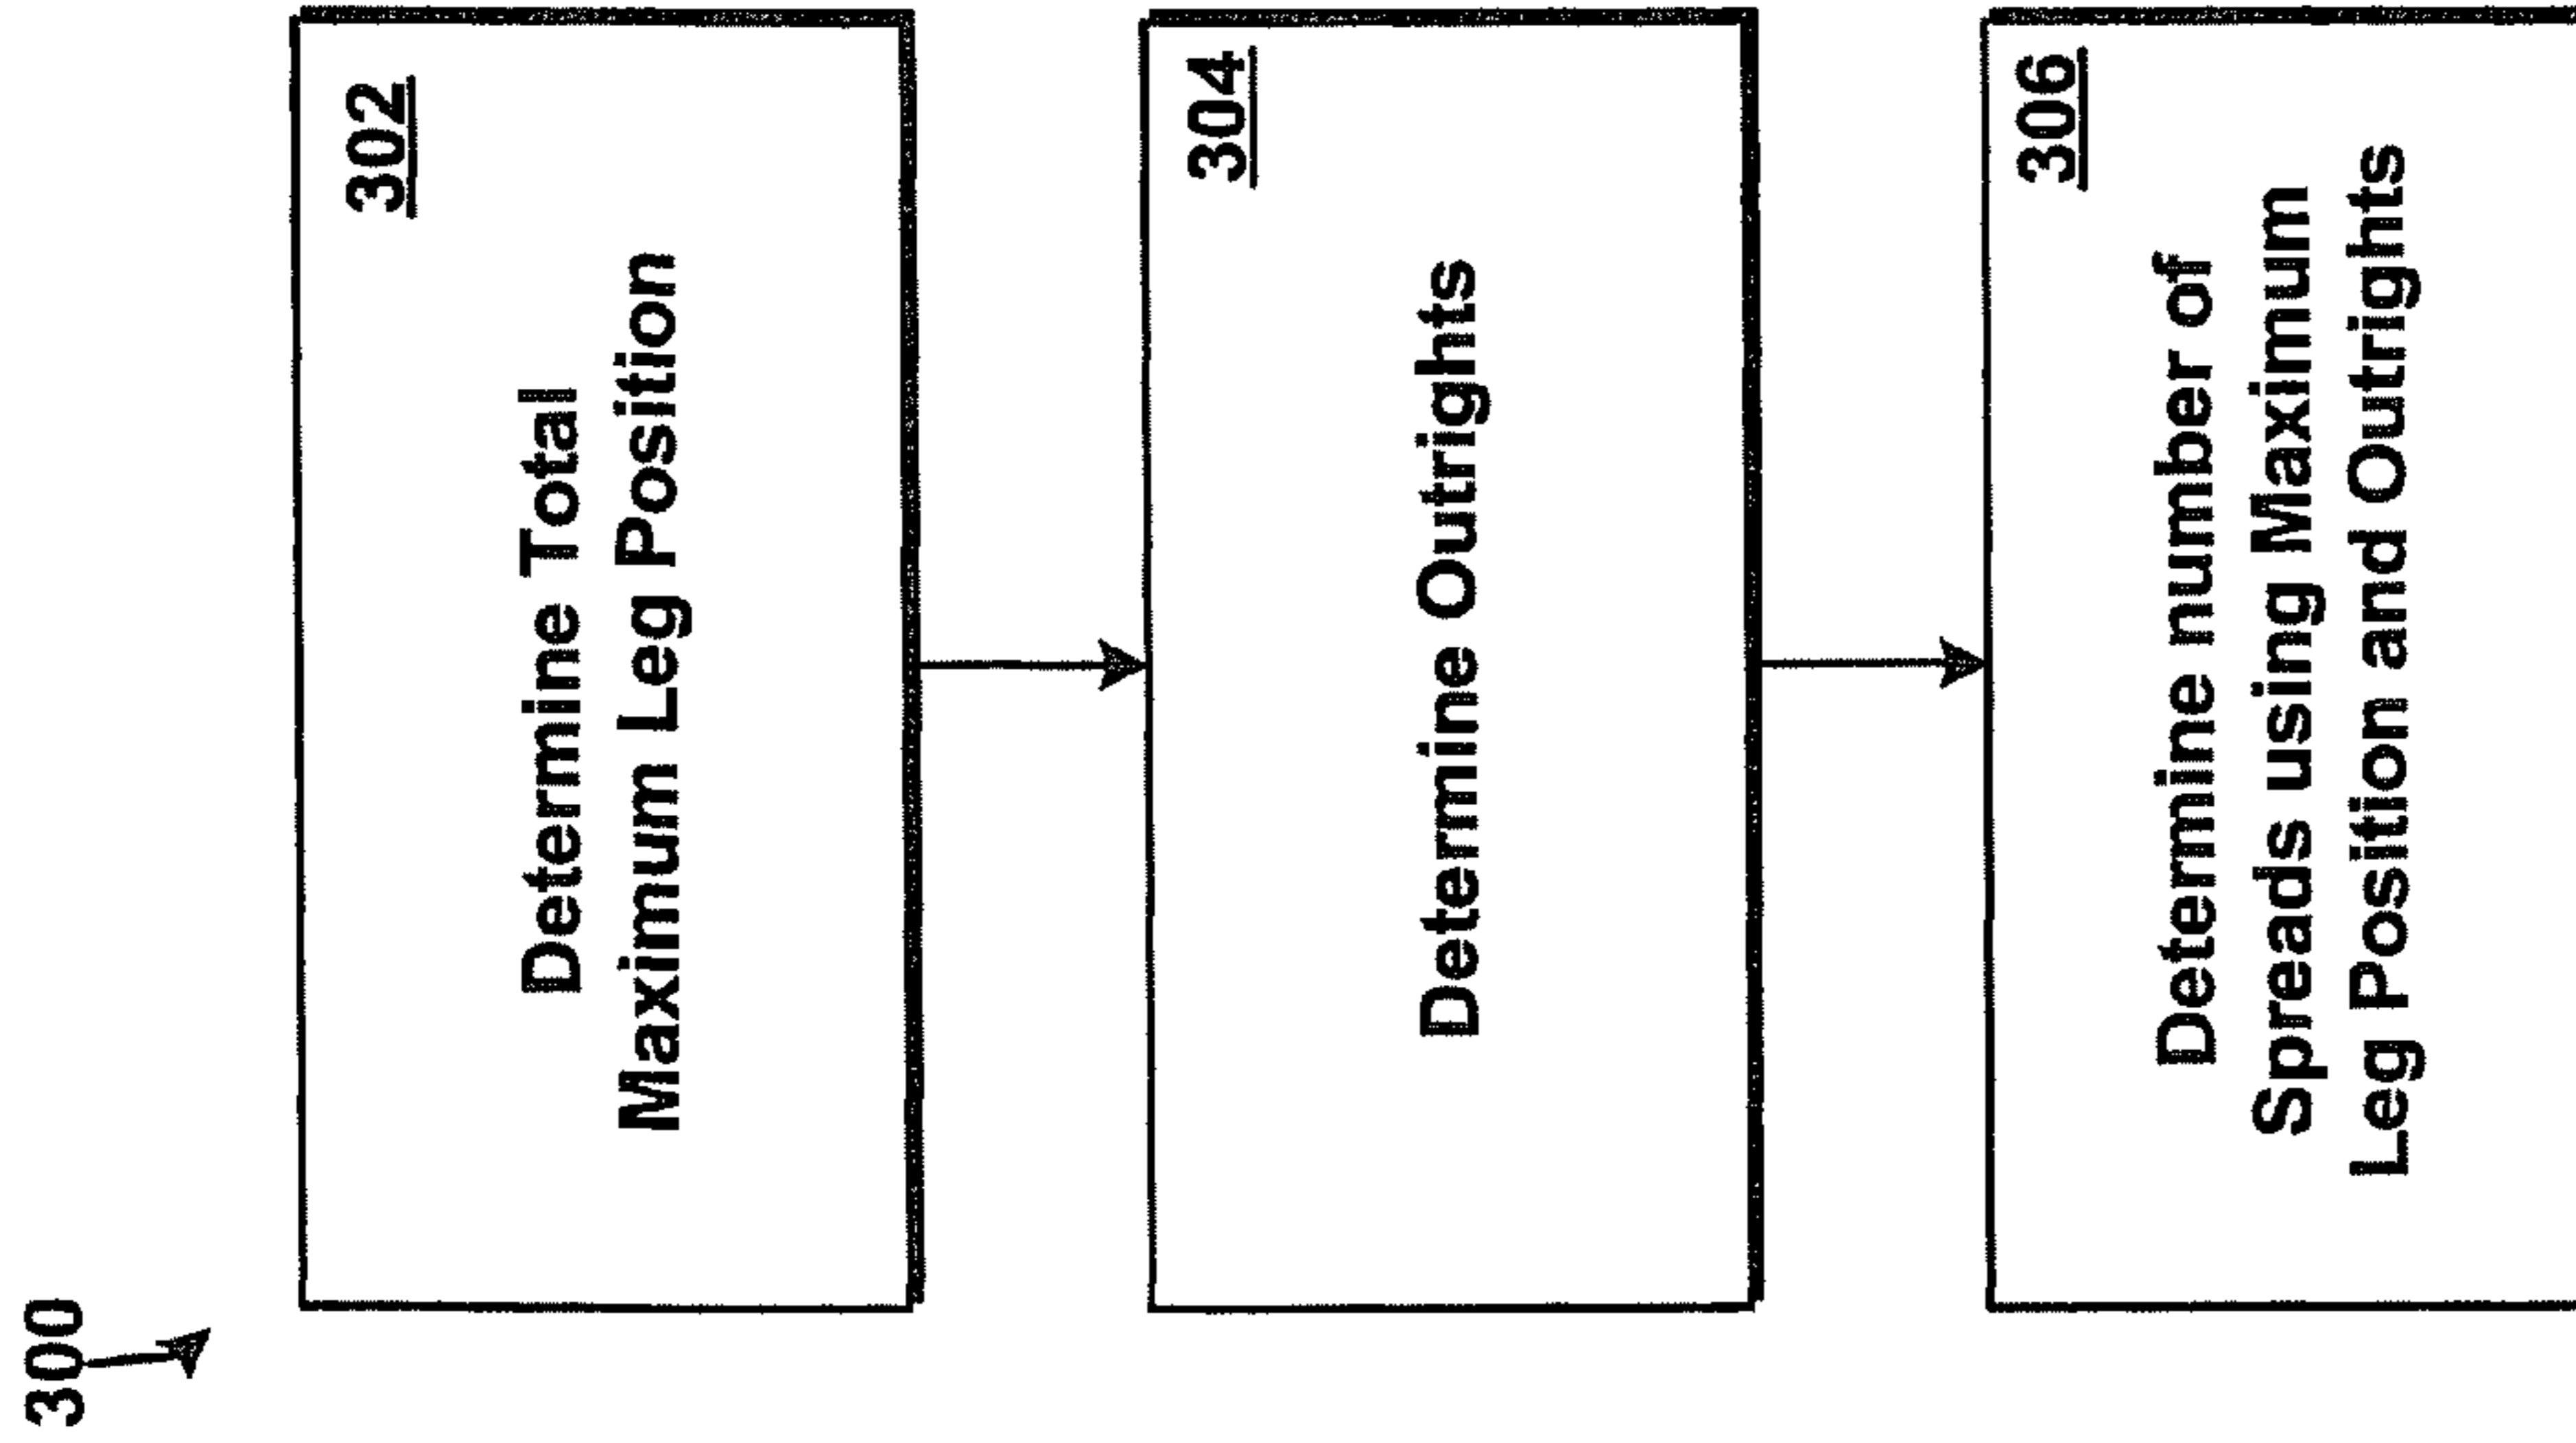 300
302
Determine Total
Maximum Leg Position
304
Determine Outrights
306
Determine number of
Spreads using Maximum
Leg Position and Outrights